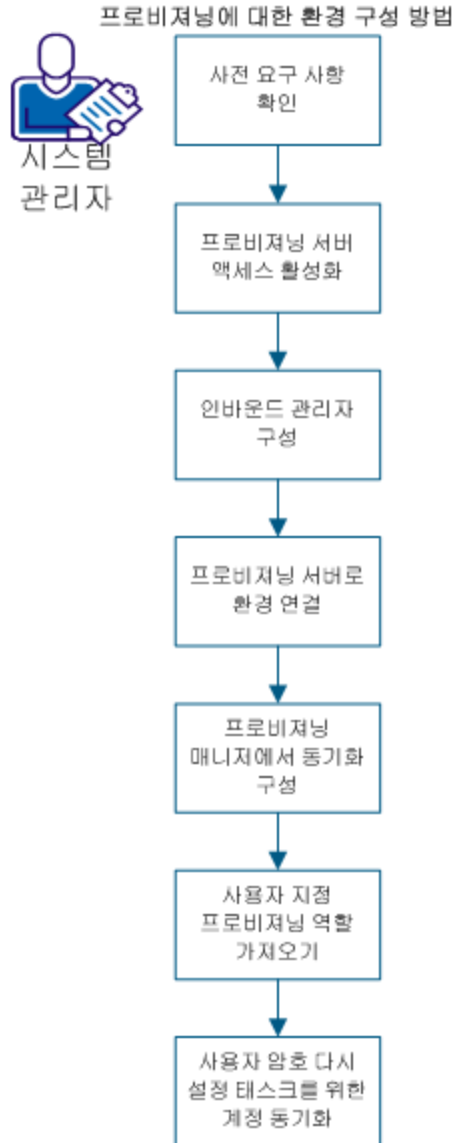 프로비져닝에 대한 환경 구성 방법
시스템
관리자
사전 요구 사항
확인
프로비져닝 서버
액세스 활성화
인바운드 관리자
구성
프로비져닝 서버로
환경 연결
프로비져닝
매니저에서 동기화
구성
사용자 지정
프로비져닝 역할
가져오기
사용자 암호 다시
설정 태스크를 위한
계정 동기화